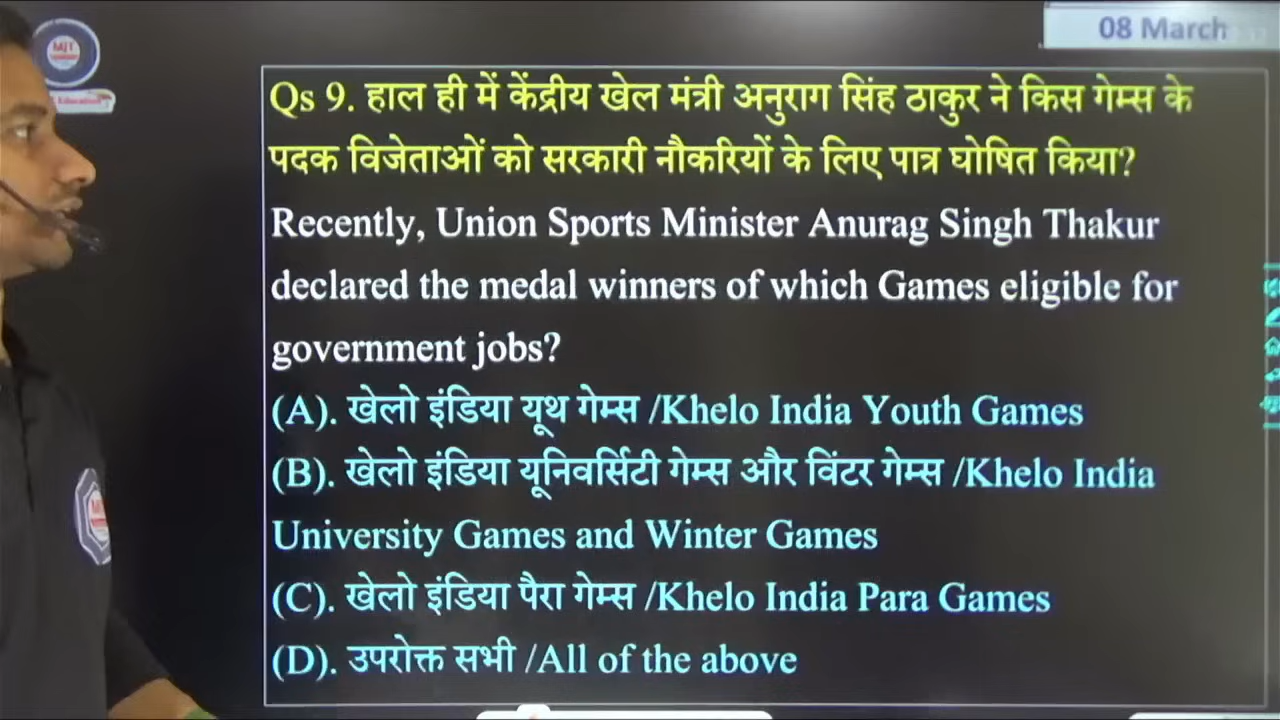 08 March
MJT
Education
Qs 9. हाल ही में केंद्रीय खेल मंत्री अनुराग सिंह ठाकुर ने किस गेम्स के
पदक विजेताओं को सरकारी नौकरियों के लिए पात्र घोषित किया?
Recently, Union Sports Minister Anurag Singh Thakur
declared the medal winners of which Games eligible for
government jobs?
(A). खेलो इंडिया यूथ गेम्स /Khelo India Youth Games
(B). खेलो इंडिया यूनिवर्सिटी गेम्स और विंटर गेम्स /Khelo India
University Games and Winter Games
(C). खेलो इंडिया पैरा गेम्स /Khelo India Para Games
(D). उपरोक्त सभी /All of the above